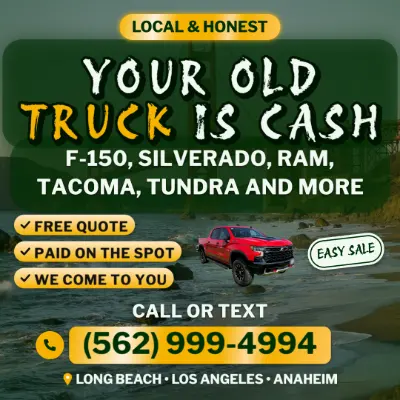 LOCAL & HONEST
YOUR OLD
TRUCK IS CASH
F-150, SILVERADO, RAM,
TACOMA, TUNDRA AND MORE
FREE QUOTE
PAID ON THE SPOT
WE COME TO YOU
EASY SALE
CALL OR TEXT
(562) 999-4994
LONG BEACH • LOS ANGELES • ANAHEIM